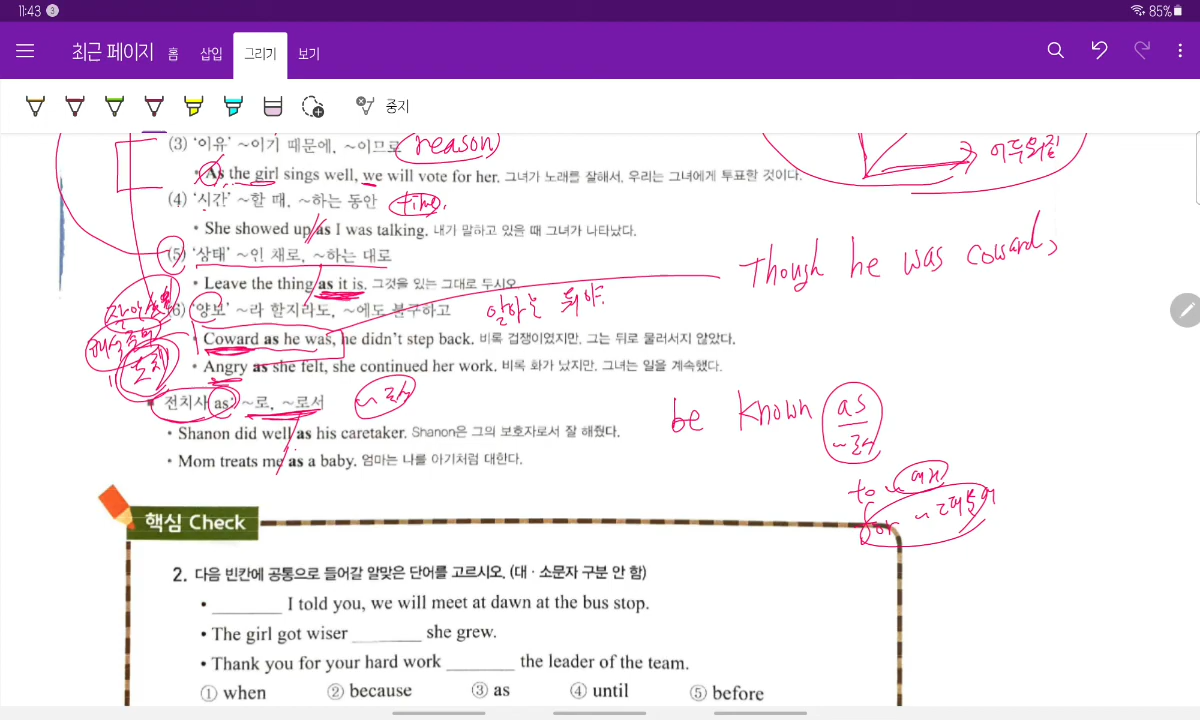 11:43 3 85%
최근 페이지 홈 삽입 그리기 보기
중지
(3) ‘이유’ ~이기 때문에, ~이므로 reason
• As the girl sings well, we will vote for her. 그녀가 노래를 잘해서, 우리는 그녀에게 투표할 것이다.
(4) ‘시간’ ~할 때, ~하는 동안 time.
• She showed up as I was talking. 내가 말하고 있을 때 그녀가 나타났다.
(5) ‘상태’ ~인 채로, ~하는 대로
Though he was coward,
• Leave the thing as it is. 그것을 있는 그대로 두시오.
(6) ‘양보’ ~라 할지라도, ~에도 불구하고
• Coward as he was, he didn’t step back. 비록 겁쟁이였지만, 그는 뒤로 물러서지 않았다.
• Angry as she felt, she continued her work. 비록 화가 났지만, 그녀는 일을 계속했다.
도치
• 전치사 as: ~로, ~로서 ~로서
be known as
~로서
• Shanon did well as his caretaker. Shanon은 그의 보호자로서 잘 해줬다.
• Mom treats me as a baby. 엄마는 나를 아기처럼 대한다.
to ~에게
for ~로 때문에
핵심 Check
2. 다음 빈칸에 공통으로 들어갈 알맞은 단어를 고르시오. (대·소문자 구분 안 함)
• ________ I told you, we will meet at dawn at the bus stop.
• The girl got wiser ________ she grew.
• Thank you for your hard work ________ the leader of the team.
① when ② because ③ as ④ until ⑤ before